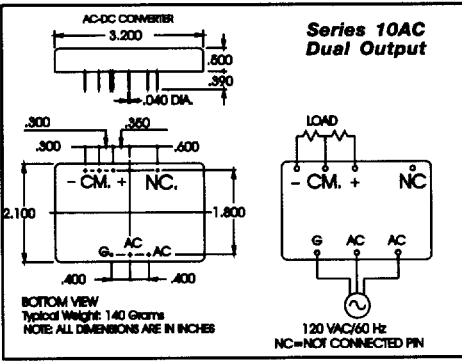 AC-DC CONVERTER
3.200
Series 10AC
Dual Output
.500
.390
.040 DIA.
.300
.350
.300
.600
LOAD
- CM. + NC.
- CM. + NC
2.100
1.800
AC
G AC
G AC AC
.400
.400
BOTTOM VIEW
Typical Weight: 140 Grams
NOTE: ALL DIMENSIONS ARE IN INCHES
120 VAC/60 Hz
NC=NOT CONNECTED PIN